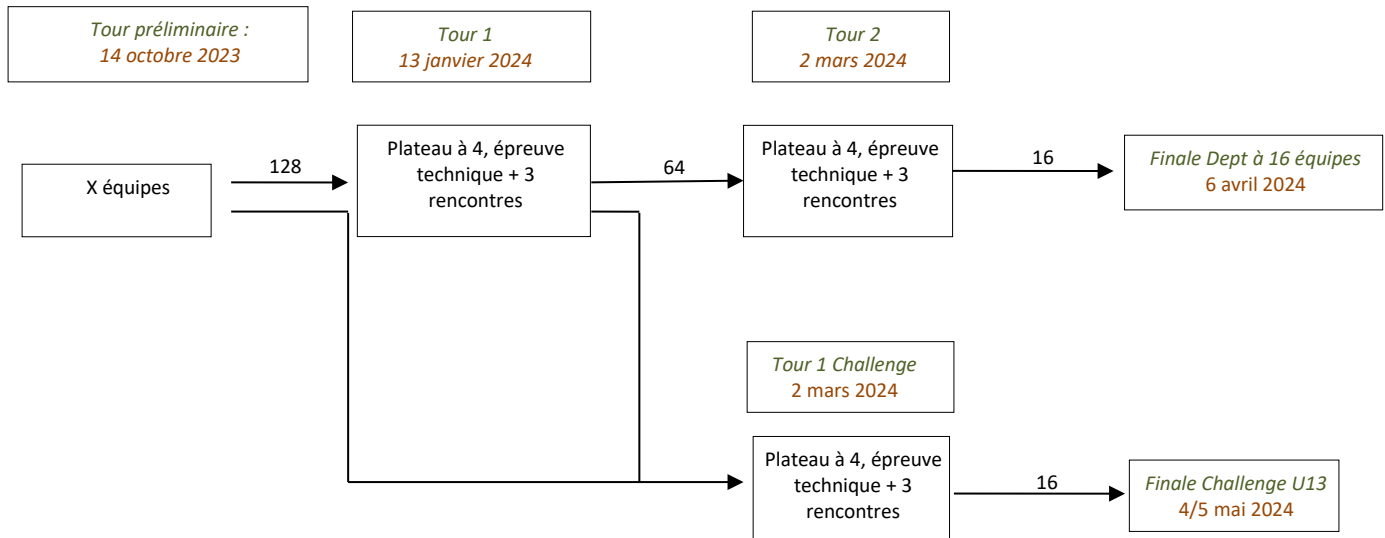 Tour préliminaire :
14 octobre 2023
Tour 1
13 janvier 2024
Tour 2
2 mars 2024
X équipes
128
Plateau à 4, épreuve
technique + 3
rencontres
64
Plateau à 4, épreuve
technique + 3
rencontres
16
Finale Dept à 16 équipes
6 avril 2024
Tour 1 Challenge
2 mars 2024
Plateau à 4, épreuve
technique + 3
rencontres
16
Finale Challenge U13
4/5 mai 2024